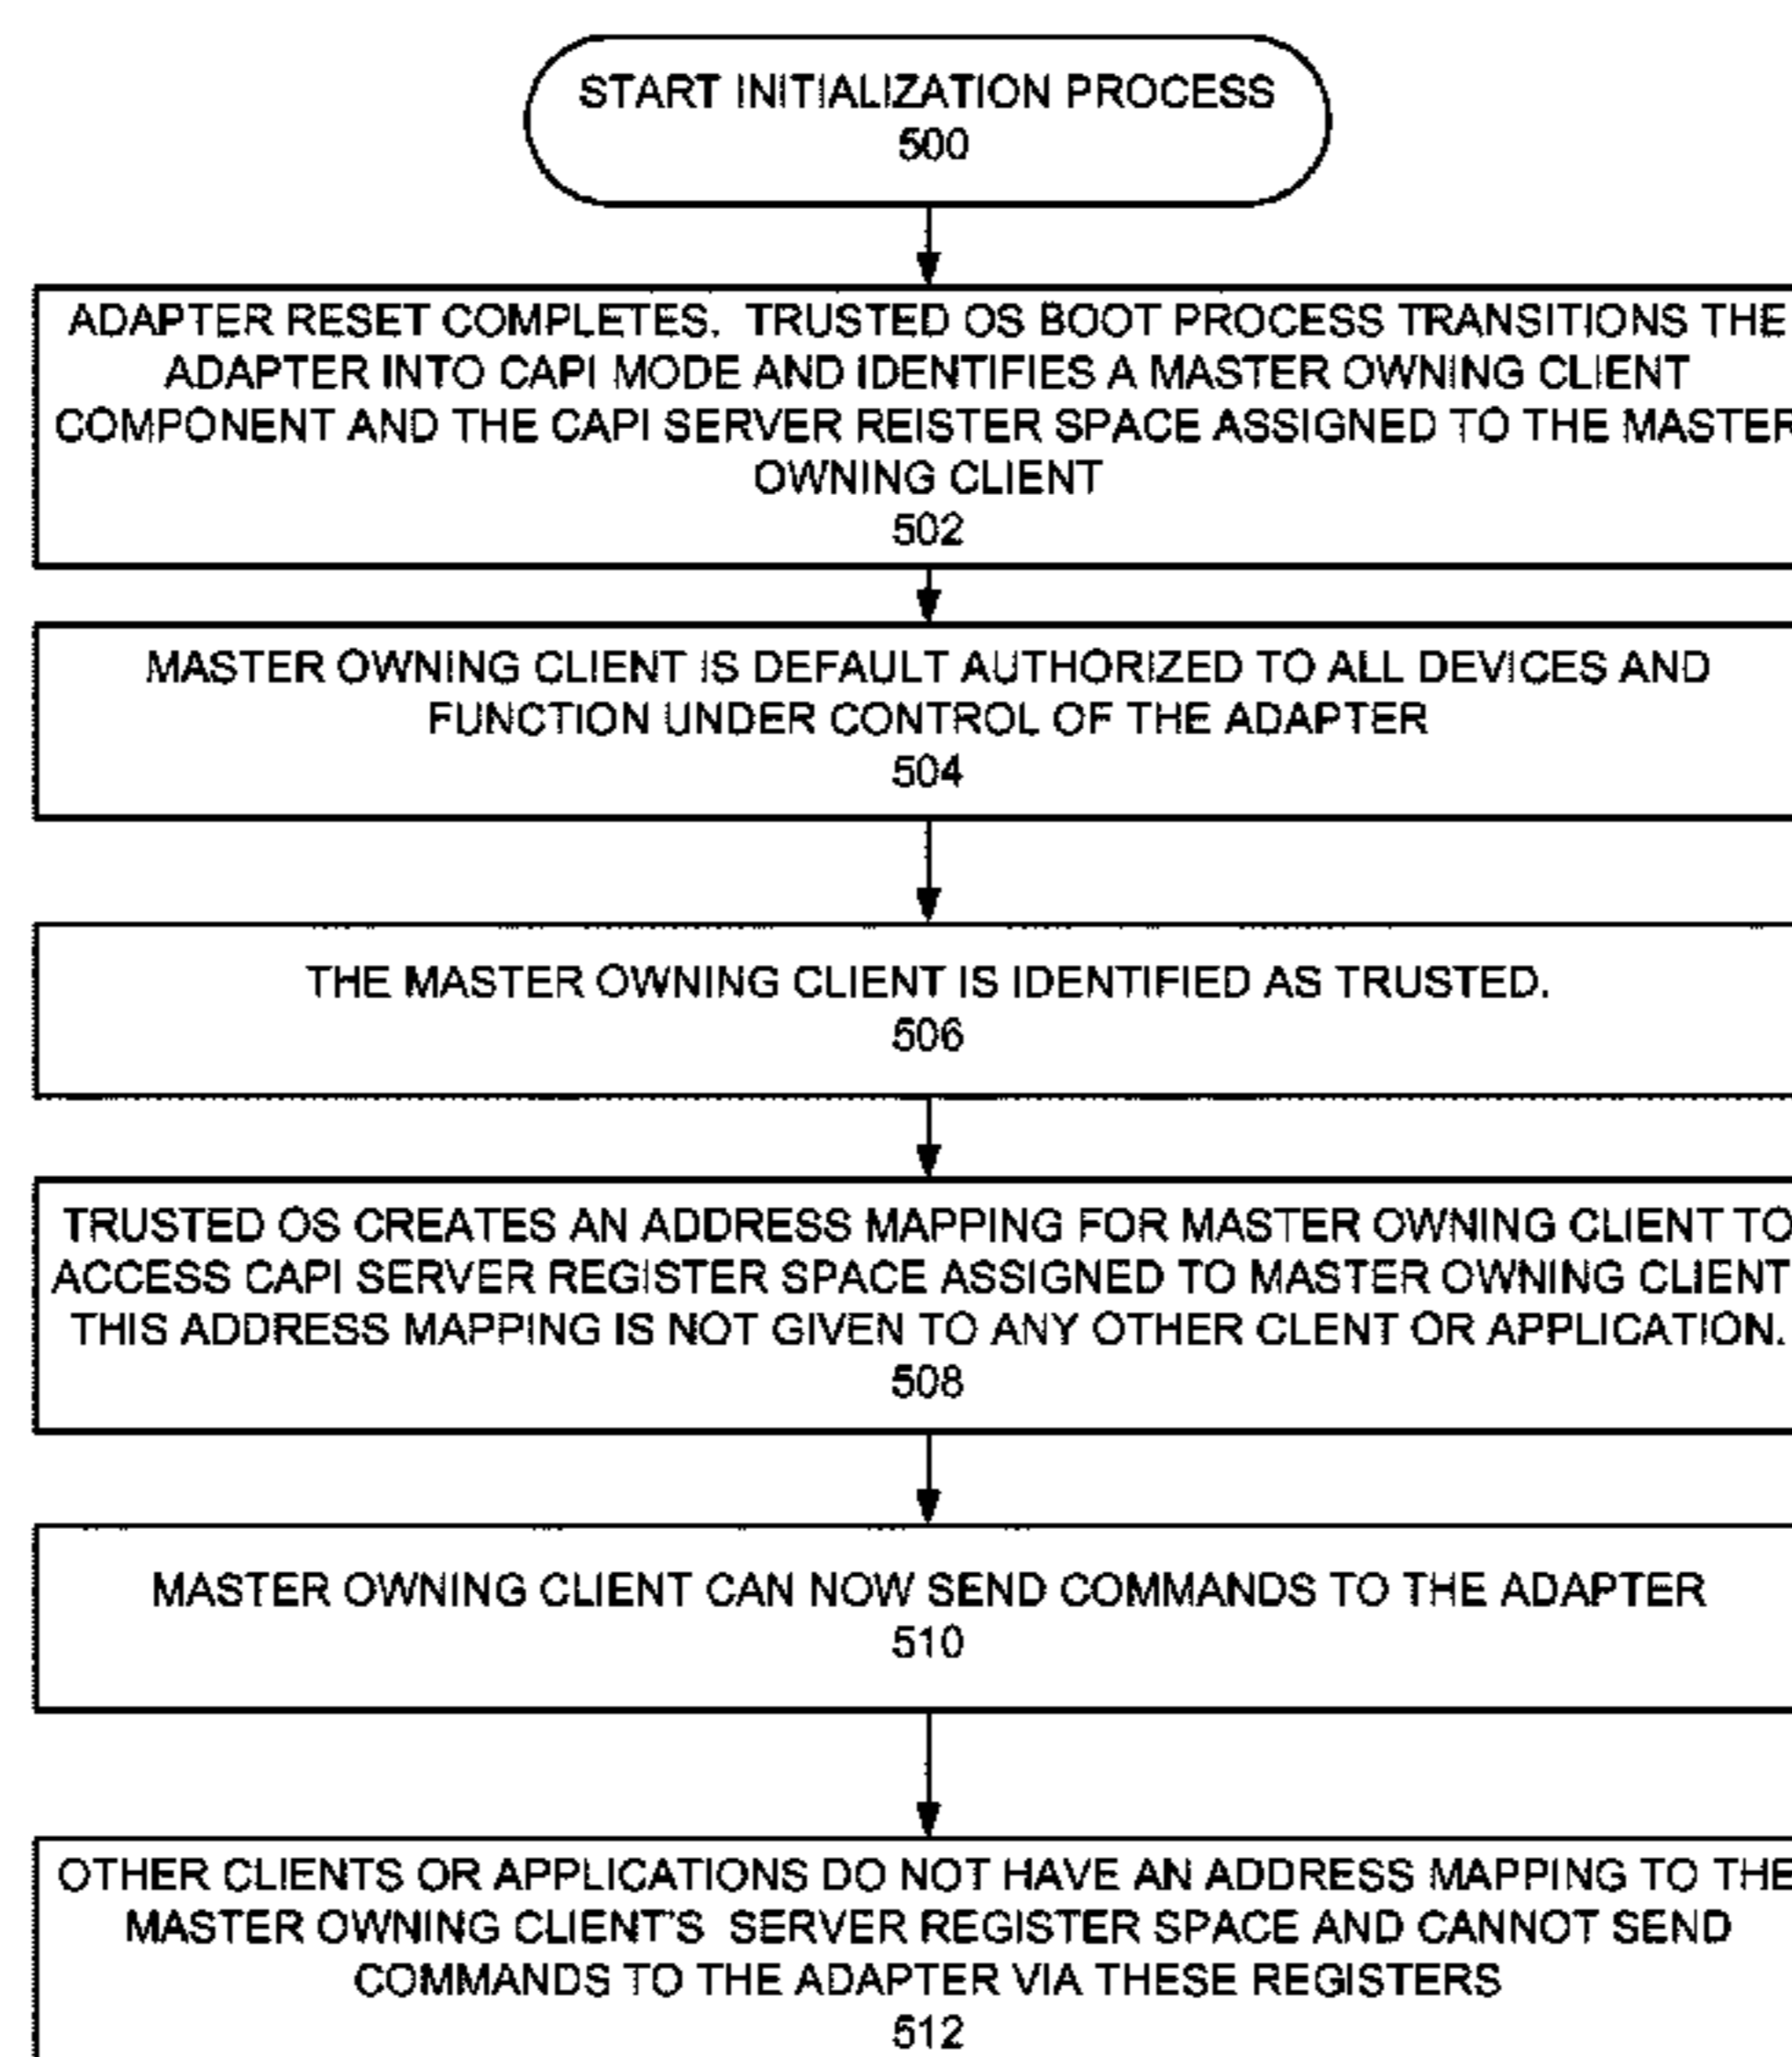 START INITIALIZATION PROCESS
500
ADAPTER RESET COMPLETES. TRUSTED OS BOOT PROCESS TRANSITIONS THE
ADAPTER INTO CAPI MODE AND IDENTIFIES A MASTER OWNING CLIENT
COMPONENT AND THE CAPI SERVER REISTER SPACE ASSIGNED TO THE MASTER
OWNING CLIENT
502
MASTER OWNING CLIENT IS DEFAULT AUTHORIZED TO ALL DEVICES AND
FUNCTION UNDER CONTROL OF THE ADAPTER
504
THE MASTER OWNING CLIENT IS IDENTIFIED AS TRUSTED.
506
TRUSTED OS CREATES AN ADDRESS MAPPING FOR MASTER OWNING CLIENT TO
ACCESS CAPI SERVER REGISTER SPACE ASSIGNED TO MASTER OWNING CLIENT
THIS ADDRESS MAPPING IS NOT GIVEN TO ANY OTHER CLENT OR APPLICATION.
508
MASTER OWNING CLIENT CAN NOW SEND COMMANDS TO THE ADAPTER
510
OTHER CLIENTS OR APPLICATIONS DO NOT HAVE AN ADDRESS MAPPING TO THE
MASTER OWNING CLIENT'S SERVER REGISTER SPACE AND CANNOT SEND
COMMANDS TO THE ADAPTER VIA THESE REGISTERS
512